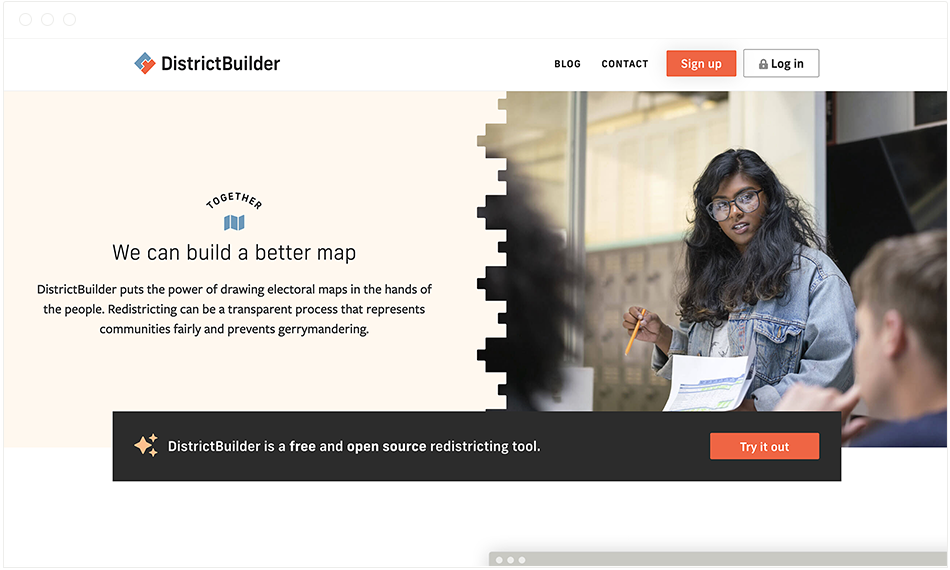 DistrictBuilder
BLOG
CONTACT
Sign up
Log in
TOGETHER
We can build a better map
DistrictBuilder puts the power of drawing electoral maps in the hands of
the people. Redistricting can be a transparent process that represents
communities fairly and prevents gerrymandering.
DistrictBuilder is a free and open source redistricting tool.
Try it out